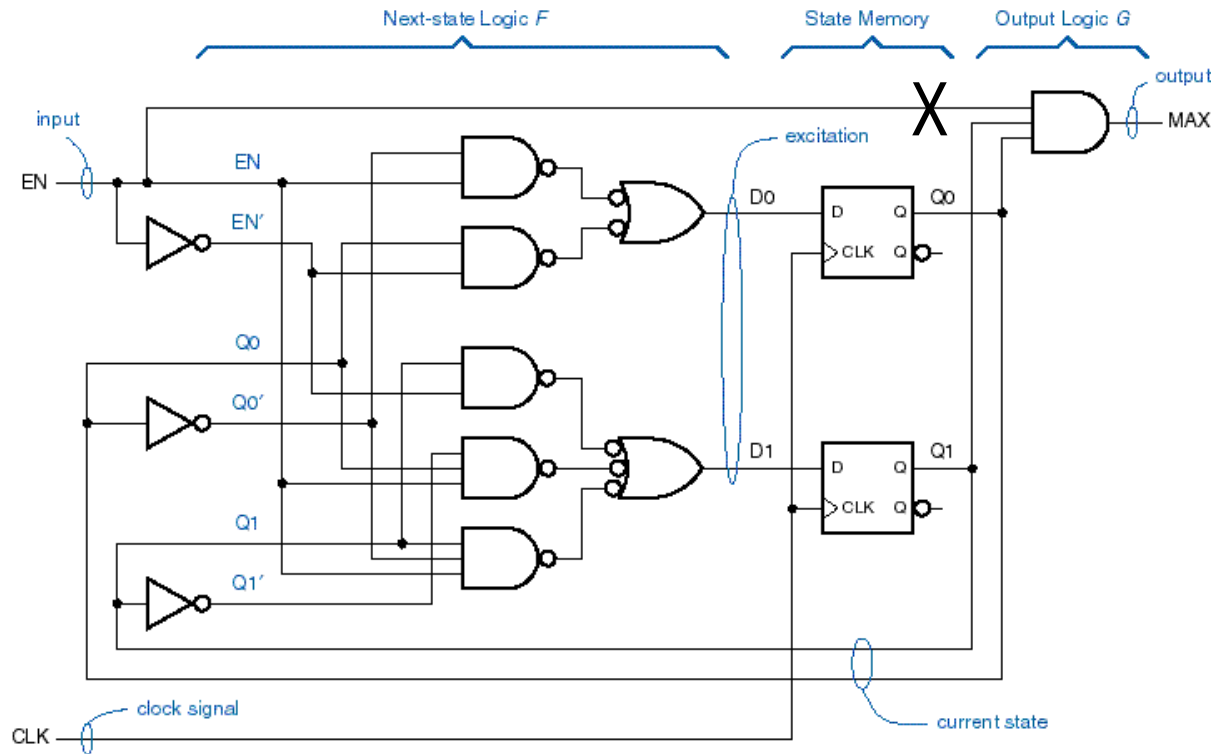 Next-state Logic F
State Memory
Output Logic G
X
output
MAX
input
excitation
EN
EN
EN′
D0
D
Q
CLK
Q
Q0
Q0
Q0′
D1
D
Q
CLK
Q
Q1
Q1
Q1′
clock signal
current state
CLK